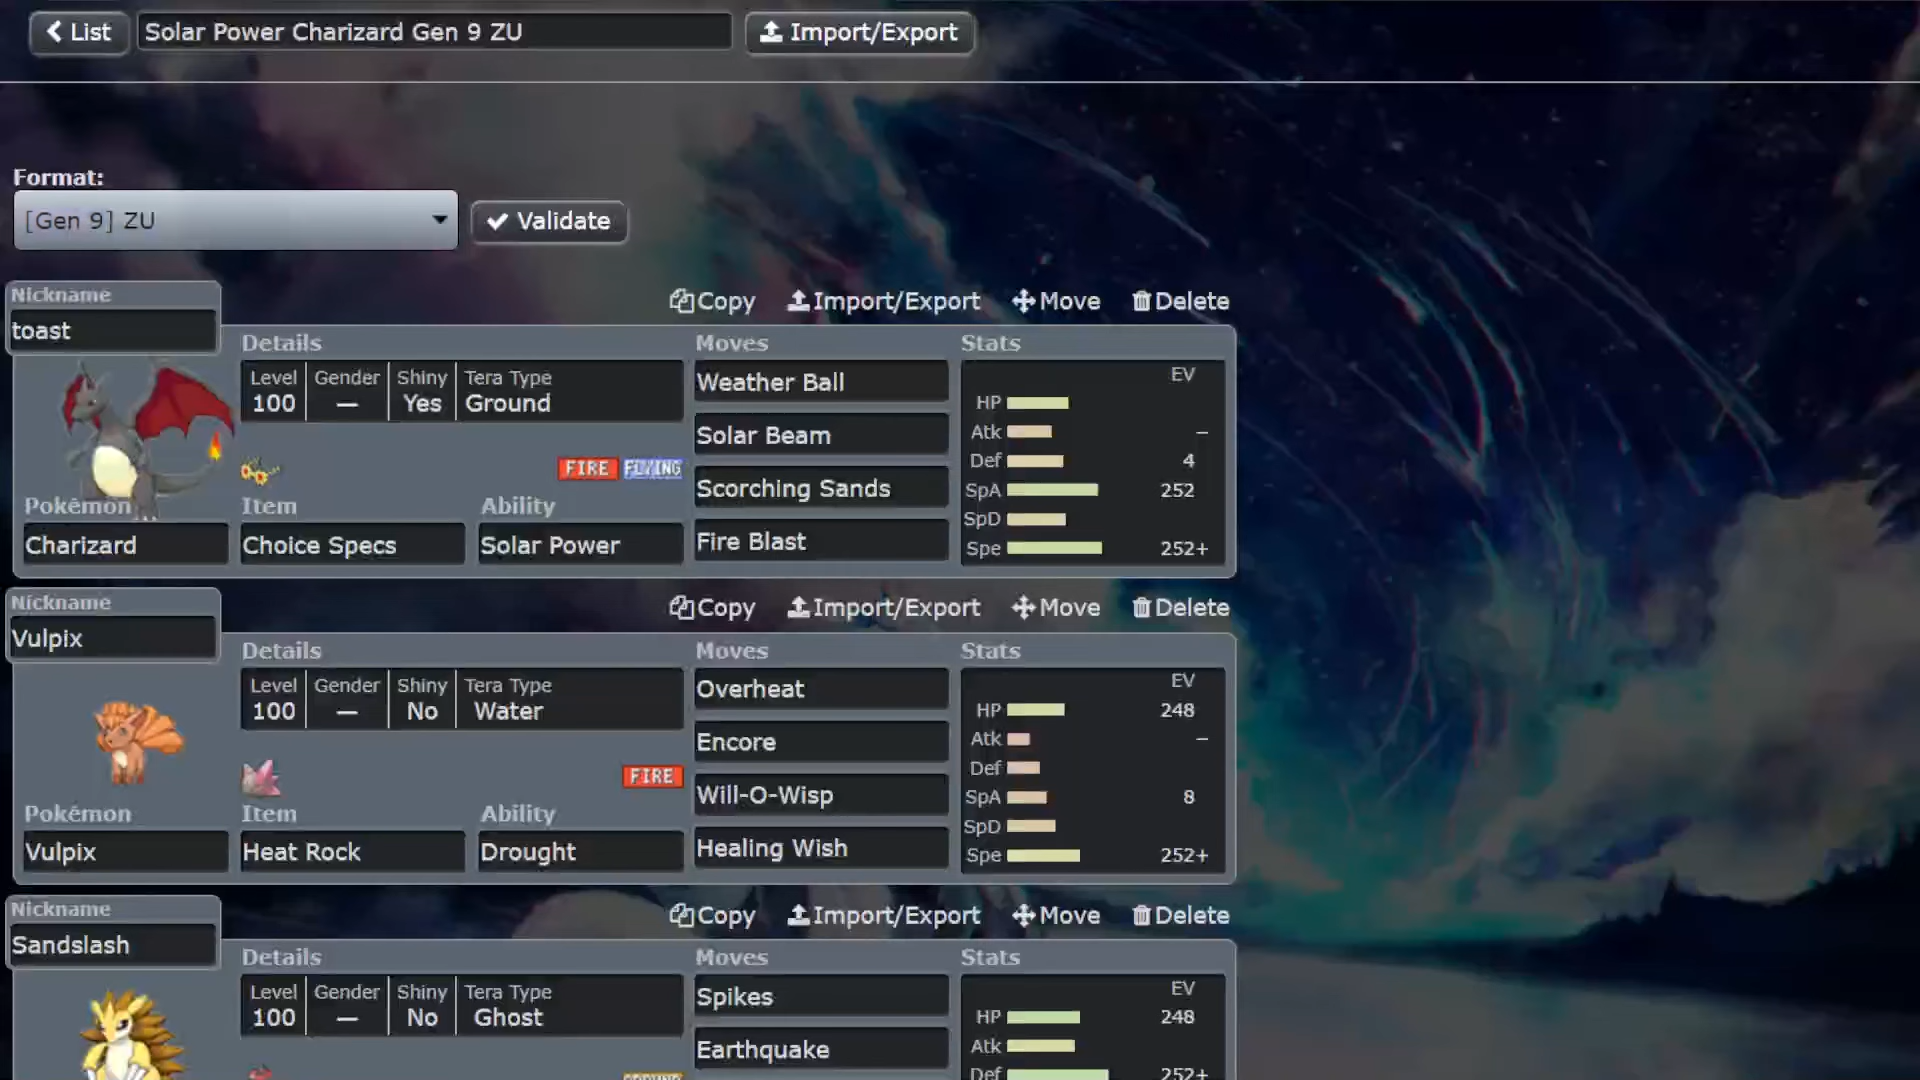 List
Solar Power Charizard Gen 9 ZU
Import/Export
Format:
[Gen 9] ZU
Validate
Nickname
toast
Copy
Import/Export
Move
Delete
Details
Level
100
Gender
—
Shiny
Yes
Tera Type
Ground
FIRE
FLYING
Pokémon
Charizard
Item
Choice Specs
Ability
Solar Power
Moves
Weather Ball
Solar Beam
Scorching Sands
Fire Blast
Stats
EV
HP
Atk –
Def 4
SpA 252
SpD
Spe 252+
Nickname
Vulpix
Copy
Import/Export
Move
Delete
Details
Level
100
Gender
—
Shiny
No
Tera Type
Water
FIRE
Pokémon
Vulpix
Item
Heat Rock
Ability
Drought
Moves
Overheat
Encore
Will-O-Wisp
Healing Wish
Stats
EV
HP 248
Atk –
Def
SpA 8
SpD
Spe 252+
Nickname
Sandslash
Copy
Import/Export
Move
Delete
Details
Level
100
Gender
—
Shiny
No
Tera Type
Ghost
Moves
Spikes
Earthquake
Stats
EV
HP 248
Atk
Def 252+